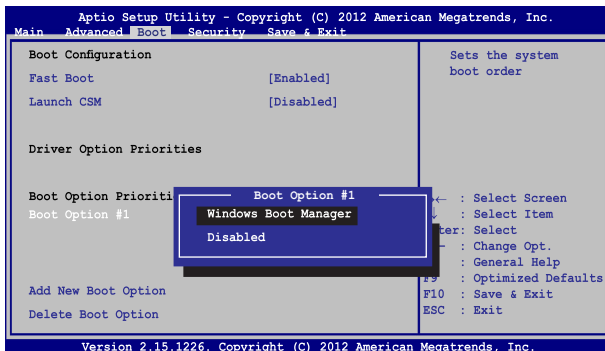 Aptio Setup Utility - Copyright (C) 2012 American Megatrends, Inc.
Main Advanced Boot Security Save & Exit
Boot Configuration
Fast Boot [Enabled]
Launch CSM [Disabled]
Driver Option Priorities
Boot Option Prioriti
Boot Option #1
Boot Option #1
Windows Boot Manager
Disabled
Add New Boot Option
Delete Boot Option
Sets the system
boot order
→← : Select Screen
: Select Item
ter: Select
- : Change Opt.
: General Help
F9 : Optimized Defaults
F10 : Save & Exit
ESC : Exit
Version 2.15.1226. Copyright (C) 2012 American Megatrends, Inc.